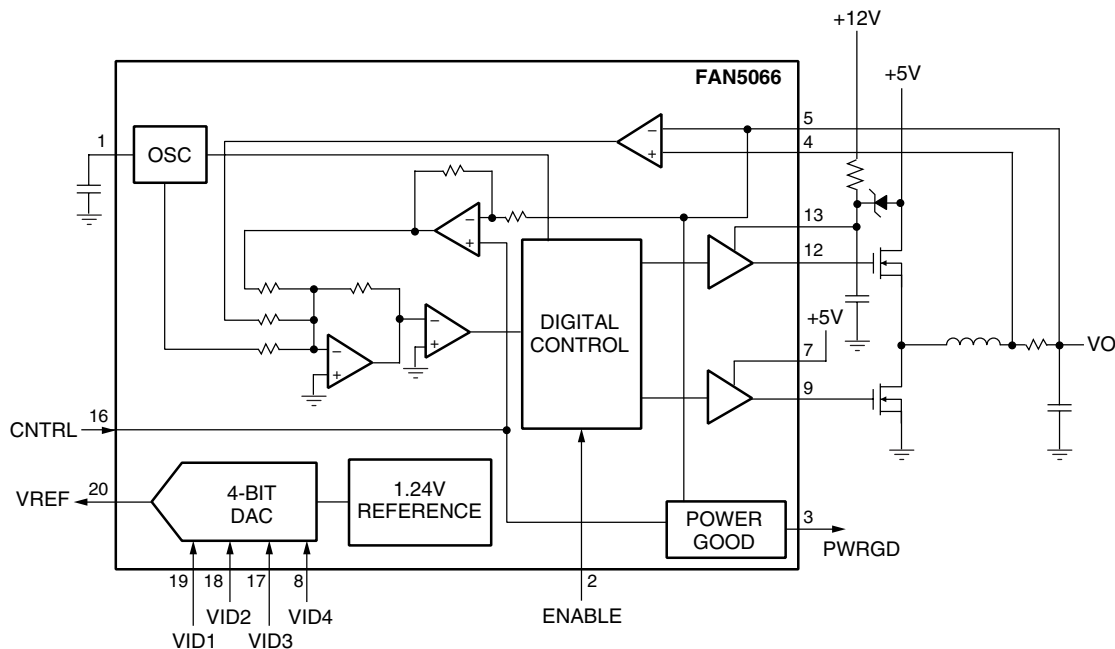 +12V
FAN5066
+5V
1
OSC
5
4
–
+
–
+
13
12
–
+
–
+
DIGITAL
CONTROL
+5V
7
VO
9
16
CNTRL
20
VREF
4-BIT
DAC
1.24V
REFERENCE
POWER
GOOD
3
PWRGD
19
18
17
8
2
VID2
VID4
ENABLE
VID1
VID3